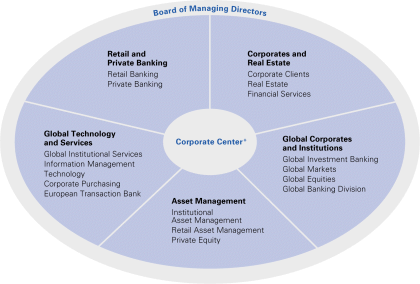 Board of Managing Directors
Retail and
Private Banking
Retail Banking
Private Banking
Corporates and
Real Estate
Corporate Clients
Real Estate
Financial Services
Global Technology
and Services
Global Institutional Services
Information Management
Technology
Corporate Purchasing
European Transaction Bank
Corporate Center*
Global Corporates
and Institutions
Global Investment Banking
Global Markets
Global Equities
Global Banking Division
Asset Management
Institutional
Asset Management
Retail Asset Management
Private Equity